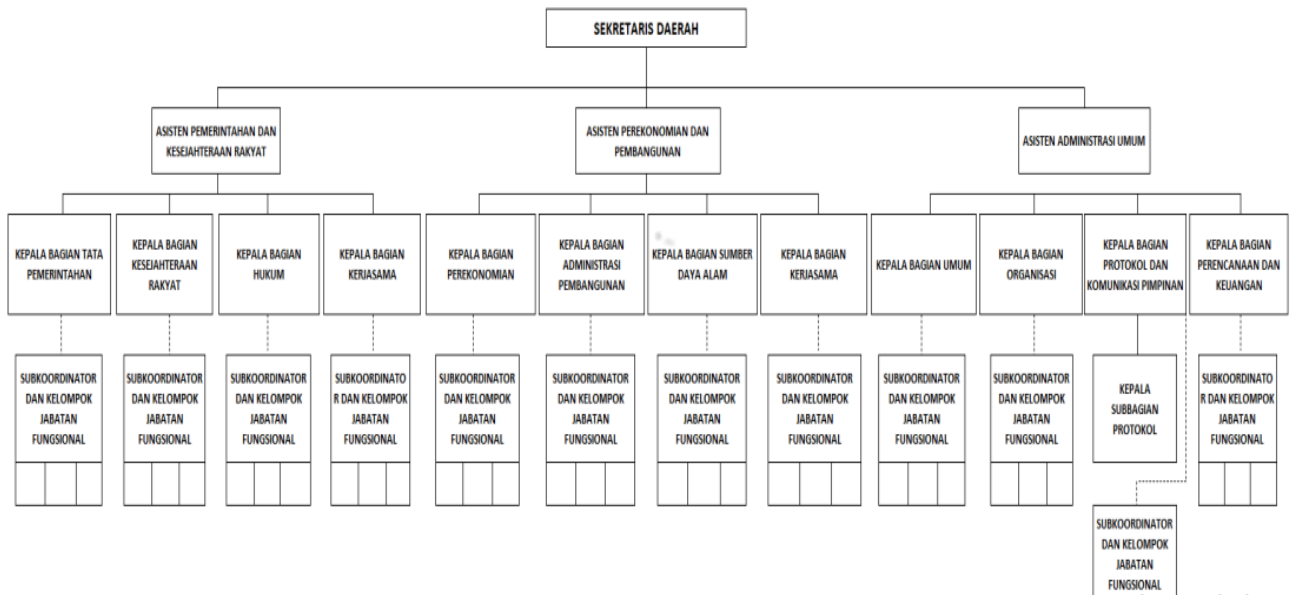 SEKRETARIS DAERAH
ASISTEN PEMERINTAHAN DAN
KESEJAHTERAAN RAKYAT
ASISTEN PEREKONOMIAN DAN
PEMBANGUNAN
ASISTEN ADMINISTRASI UMUM
KEPALA BAGIAN TATA
PEMERINTAHAN
KEPALA BAGIAN
KESEJAHTERAAN
RAKYAT
KEPALA BAGIAN
HUKUM
KEPALA BAGIAN
KERJASAMA
KEPALA BAGIAN
PEREKONOMIAN
KEPALA BAGIAN
ADMINISTRASI
PEMBANGUNAN
KEPALA BAGIAN SUMBER
DAYA ALAM
KEPALA BAGIAN
KERJASAMA
KEPALA BAGIAN UMUM
KEPALA BAGIAN
ORGANISASI
KEPALA BAGIAN
PROTOKOL DAN
KOMUNIKASI PIMPINAN
KEPALA BAGIAN
PERENCANAAN DAN
KEUANGAN
SUBKOORDINATOR
DAN KELOMPOK
JABATAN
FUNGSIONAL
SUBKOORDINATOR
DAN KELOMPOK
JABATAN
FUNGSIONAL
SUBKOORDINATOR
DAN KELOMPOK
JABATAN
FUNGSIONAL
SUBKOORDINATO
R DAN KELOMPOK
JABATAN
FUNGSIONAL
SUBKOORDINATOR
DAN KELOMPOK
JABATAN
FUNGSIONAL
SUBKOORDINATOR
DAN KELOMPOK
JABATAN
FUNGSIONAL
SUBKOORDINATOR
DAN KELOMPOK
JABATAN
FUNGSIONAL
SUBKOORDINATOR
DAN KELOMPOK
JABATAN
FUNGSIONAL
SUBKOORDINATOR
DAN KELOMPOK
JABATAN
FUNGSIONAL
SUBKOORDINATOR
DAN KELOMPOK
JABATAN
FUNGSIONAL
KEPALA
SUBBAGIAN
PROTOKOL
SUBKOORDINATO
R DAN KELOMPOK
JABATAN
FUNGSIONAL
SUBKOORDINATOR
DAN KELOMPOK
JABATAN
FUNGSIONAL